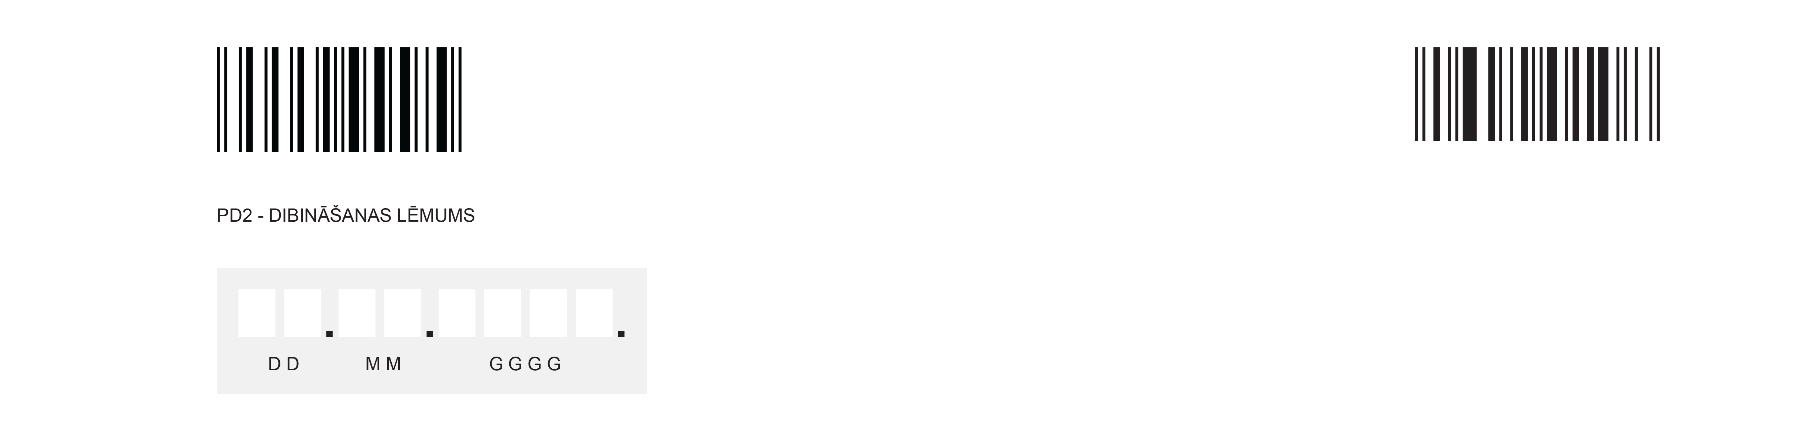 PD2 - DIBINĀŠANAS LĒMUMS
. . .
DD MM GGGG